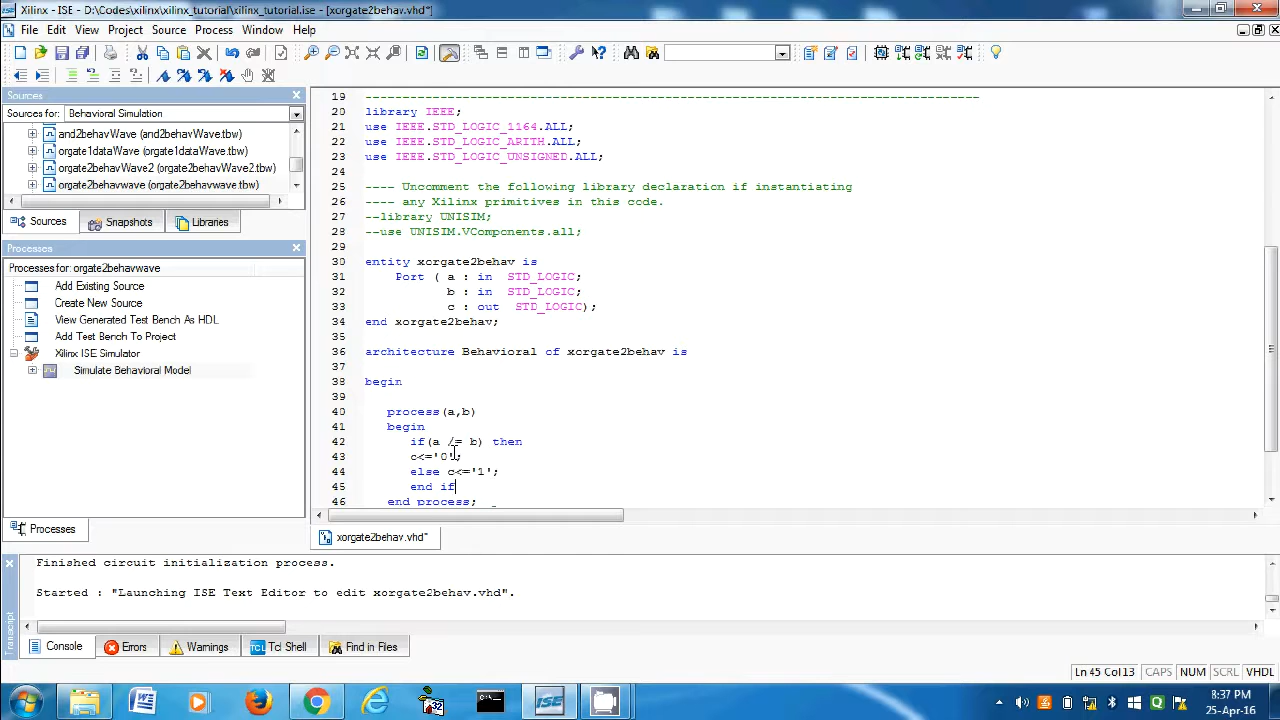 Xilinx - ISE - D:\Codes\xilinx\xilinx_tutorial\xilinx_tutorial.ise - [xorgate2behav.vhd*]
File Edit View Project Source Process Window Help
Sources
Sources for: Behavioral Simulation
and2behavWave (and2behavWave.tbw)
orgate1dataWave (orgate1dataWave.tbw)
orgate2behavWave2 (orgate2behavWave2.tbw)
orgate2behavwave (orgate2behavwave.tbw)
Sources Snapshots Libraries
Processes
Processes for: orgate2behavwave
Add Existing Source
Create New Source
View Generated Test Bench As HDL
Add Test Bench To Project
Xilinx ISE Simulator
Simulate Behavioral Model
Processes
19 ----------------------------------------------------------------------------------
20 library IEEE;
21 use IEEE.STD_LOGIC_1164.ALL;
22 use IEEE.STD_LOGIC_ARITH.ALL;
23 use IEEE.STD_LOGIC_UNSIGNED.ALL;
24
25 ---- Uncomment the following library declaration if instantiating
26 ---- any Xilinx primitives in this code.
27 --library UNISIM;
28 --use UNISIM.VComponents.all;
29
30 entity xorgate2behav is
31 Port ( a : in STD_LOGIC;
32 b : in STD_LOGIC;
33 c : out STD_LOGIC);
34 end xorgate2behav;
35
36 architecture Behavioral of xorgate2behav is
37
38 begin
39
40 process(a,b)
41 begin
42 if(a /= b) then
43 c<='0';
44 else c<='1';
45 end if
46 end process;
xorgate2behav.vhd*
Finished circuit initialization process.
Started : "Launching ISE Text Editor to edit xorgate2behav.vhd".
Transcript
Console Errors Warnings Tcl Shell Find in Files
Ln 45 Col 13 CAPS NUM SCRL VHDL
8:37 PM
25-Apr-16